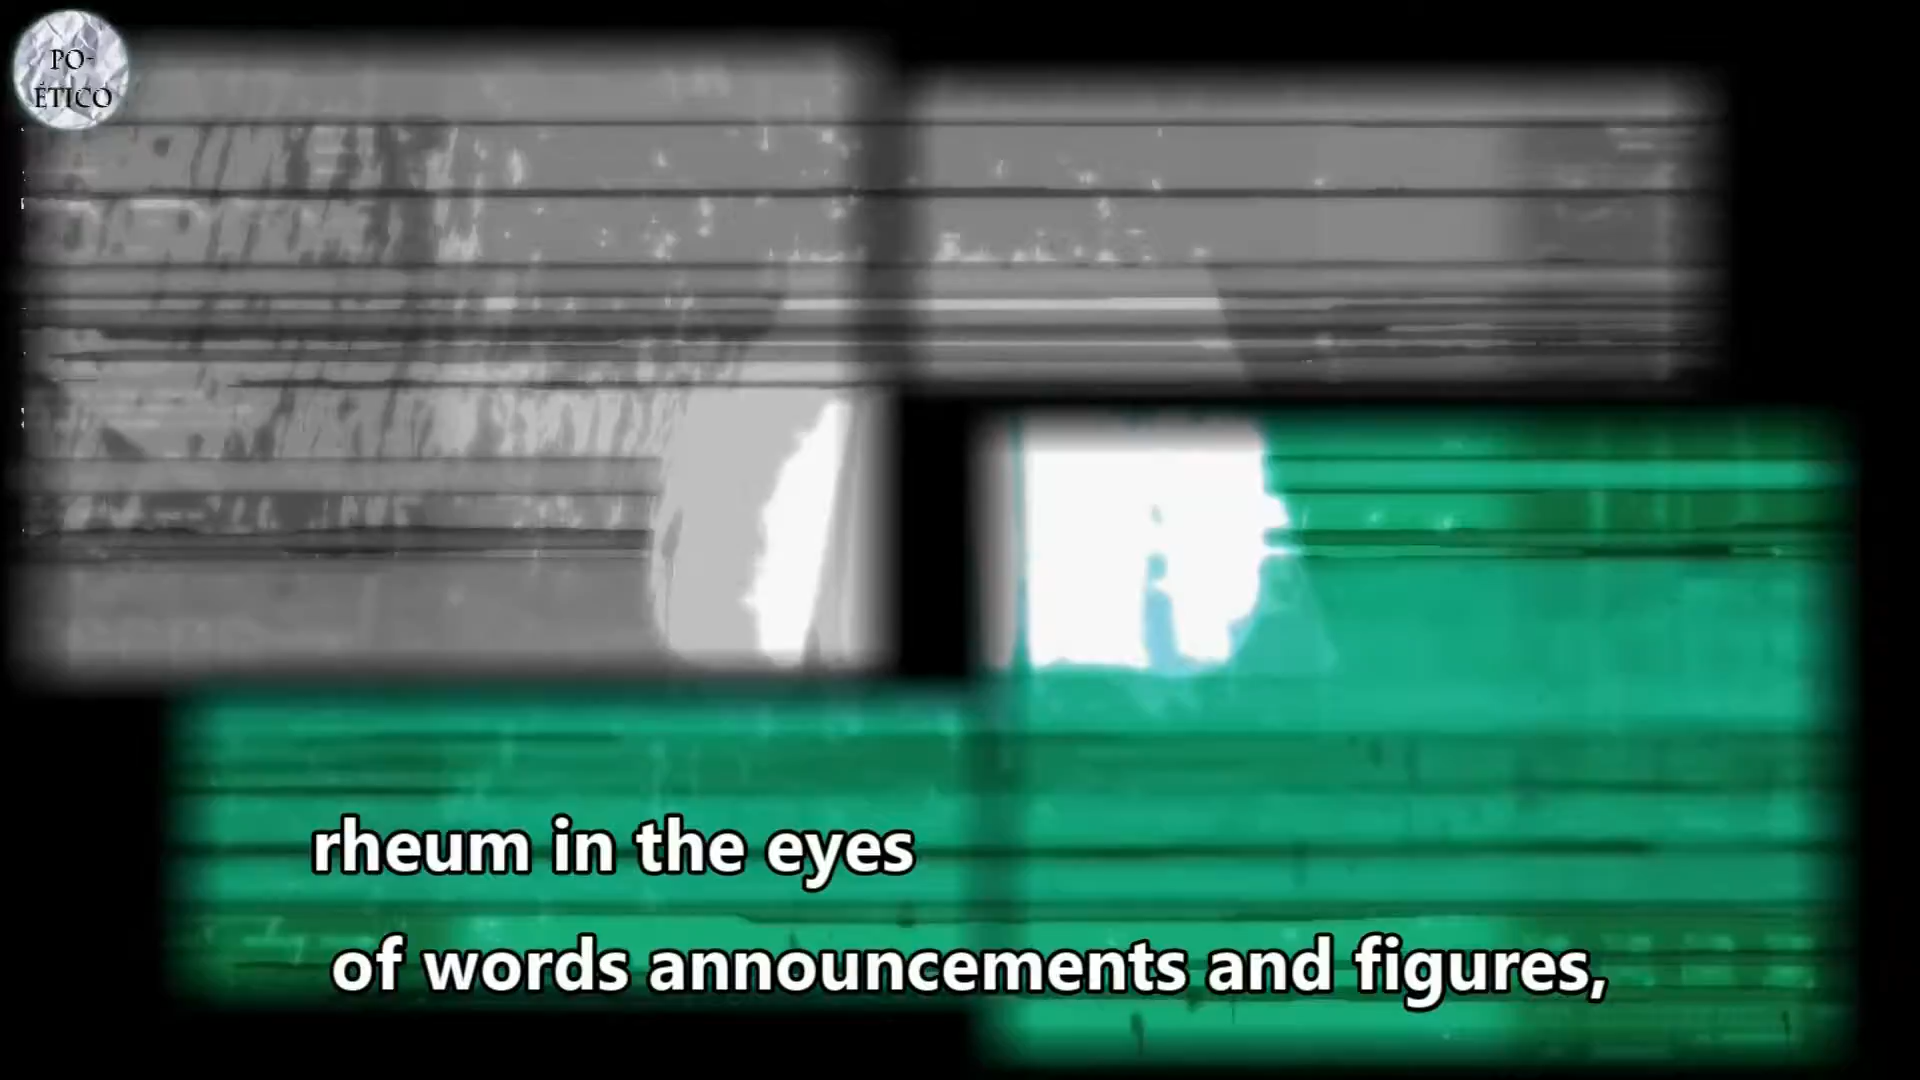 PO-
ÉTICO
rheum in the eyes
of words announcements and figures,